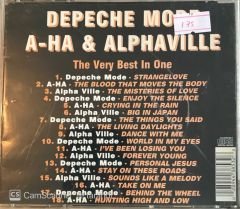 DEPECHE MODE
175
A-HA & ALPHAVILLE
The Very Best In One
1. Depeche Mode - STRANGELOVE
2. A-HA - THE BLOOD THAT MOVES THE BODY
3. Alpha Ville - THE MISTERIES OF LOVE
4. Depeche Mode - ENJOY THE SILENCE
5. A-HA - CRYING IN THE RAIN
6. Alpha Ville - BIG IN JAPAN
7. Depeche Mode - THE THINGS YOU SAID
8. A-HA - THE LIVING DAYLIGHTS
9. Alpha Ville - DANCE WITH ME
10. Depeche Mode - WORLD IN MY EYES
11. A-HA - I'VE BEEN LOSING YOU
12. Alpha Ville - FOREVER YOUNG
13. Depeche Mode - PERSONAL JESUS
14. A-HA - STAY ON THESE ROADS
15. Alpha Ville - SOUNDS LIKE A MELODY
16. A-HA - TAKE ON ME
17. Depeche Mode - BEHIND THE WHEEL
18. A-HA - HUNTING HIGH AND LOW
CS CamScanner